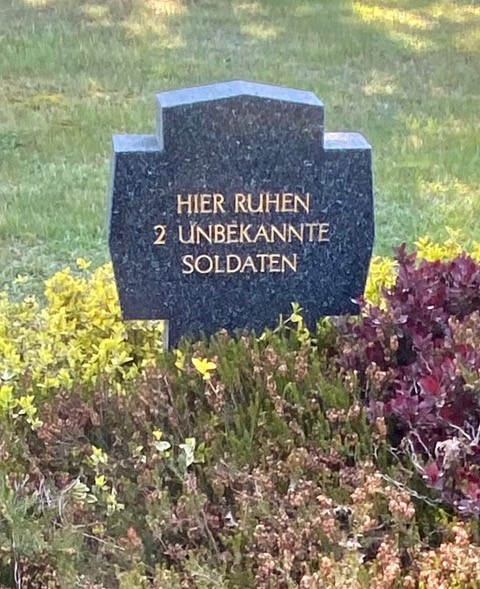 HIER RUHEN
2 UNBEKANNTE
SOLDATEN